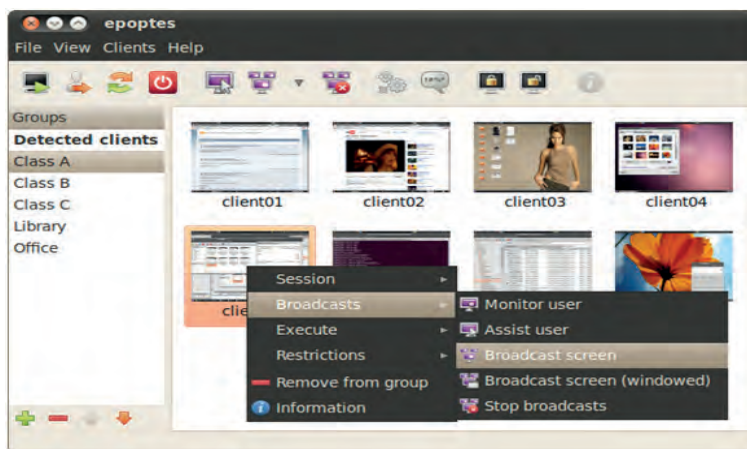 epoptes
File View Clients Help
Groups
Detected clients
Class A
Class B
Class C
Library
Office
client01
client02
client03
client04
Session
Broadcasts
Execute
Restrictions
Remove from group
Information
Monitor user
Assist user
Broadcast screen
Broadcast screen (windowed)
Stop broadcasts